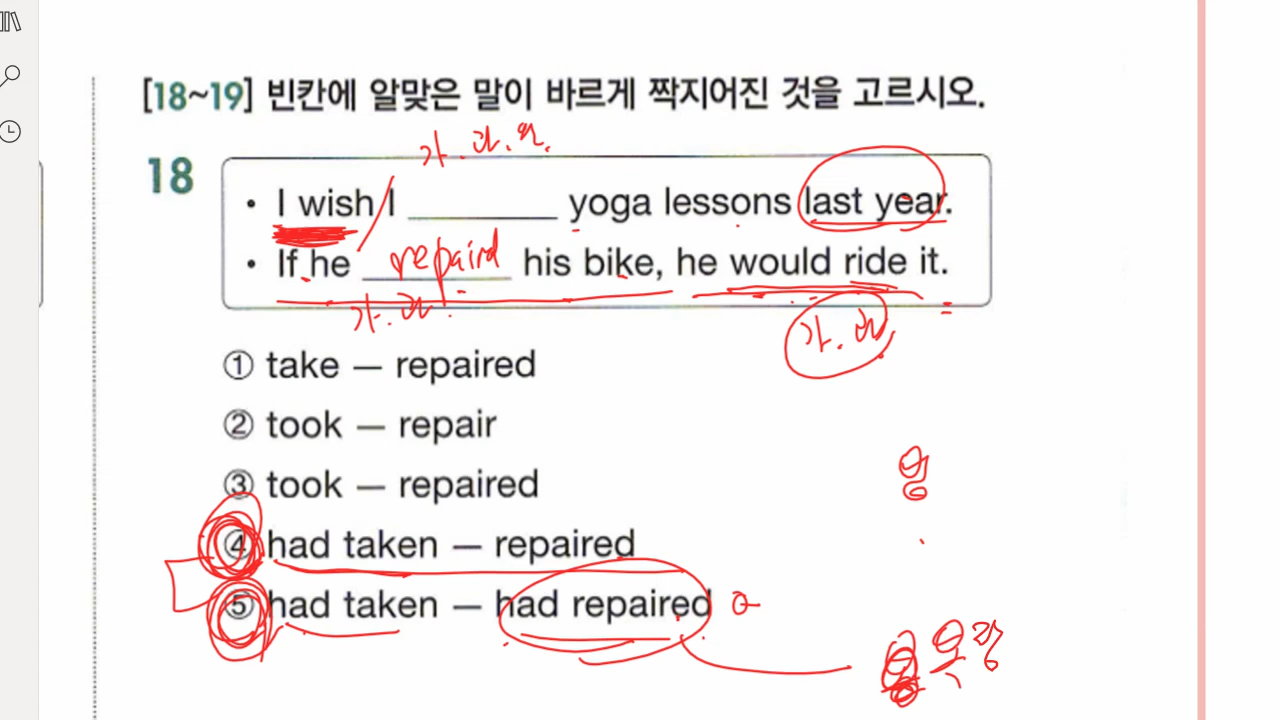 [18~19] 빈칸에 알맞은 말이 바르게 짝지어진 것을 고르시오.
가.과.완.
18
• I wish I ________ yoga lessons last year.
• If he repaird his bike, he would ride it.
가.과.
가.과.
① take — repaired
② took — repair
③ took — repaired
④ had taken — repaired
⑤ had taken — had repaired